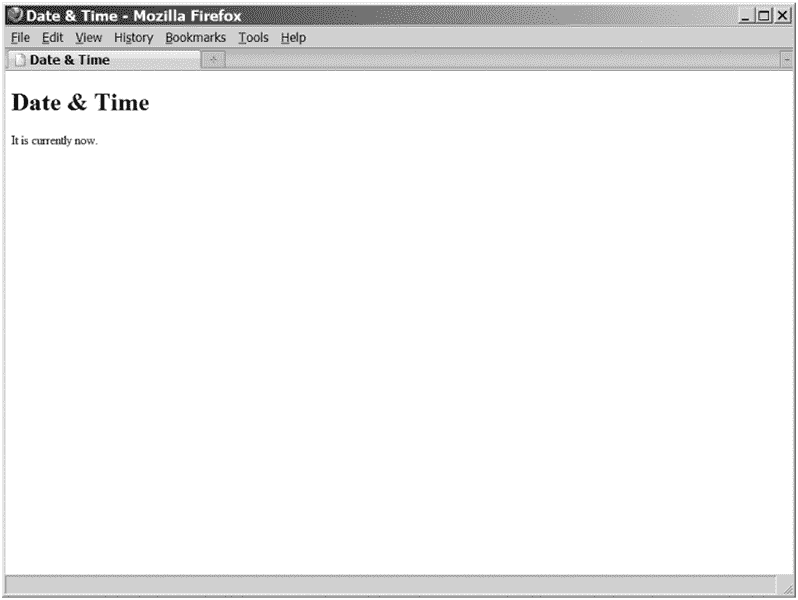 Date & Time - Mozilla Firefox
File Edit View History Bookmarks Tools Help
Date & Time
Date & Time
It is currently now.